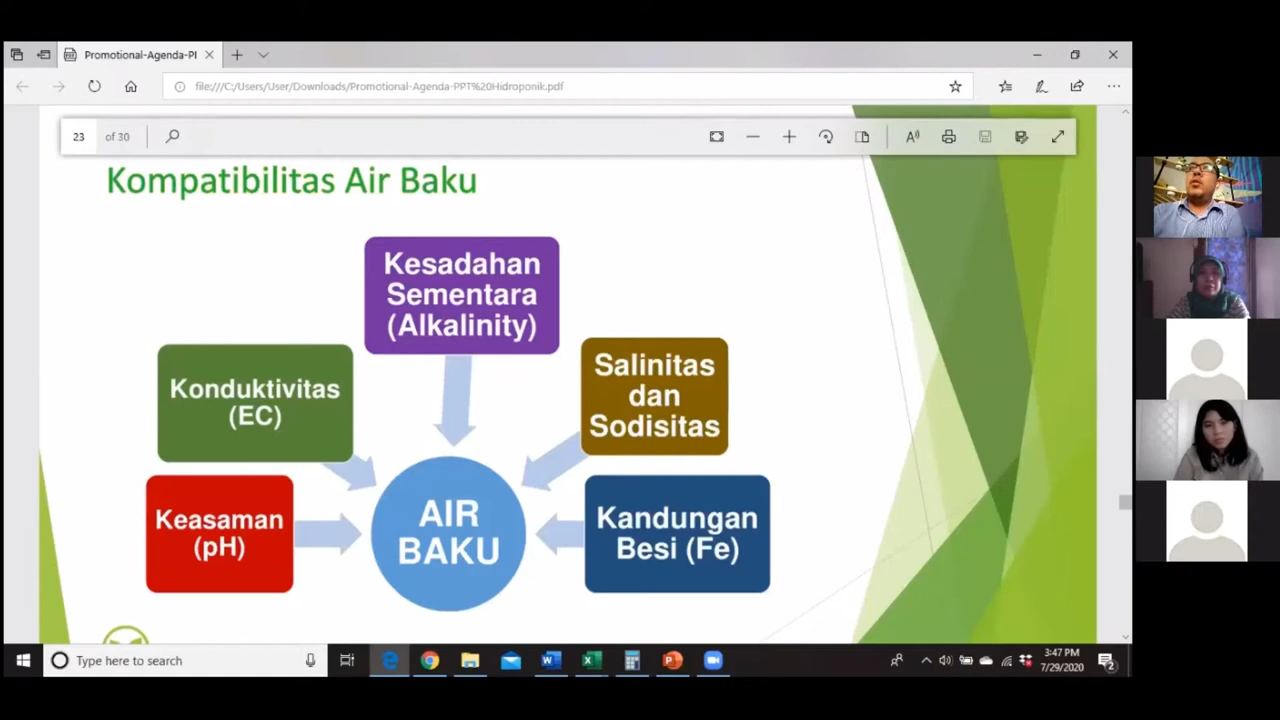 Promotional-Agenda-PI
file:///C:/Users/User/Downloads/Promotional-Agenda-PPT%20Hidroponik.pdf
23
of 30
Kompatibilitas Air Baku
Kesadahan
Sementara
(Alkalinity)
Konduktivitas
(EC)
Salinitas
dan
Sodisitas
Keasaman
(pH)
AIR
BAKU
Kandungan
Besi (Fe)
Type here to search
3:47 PM
7/29/2020
2